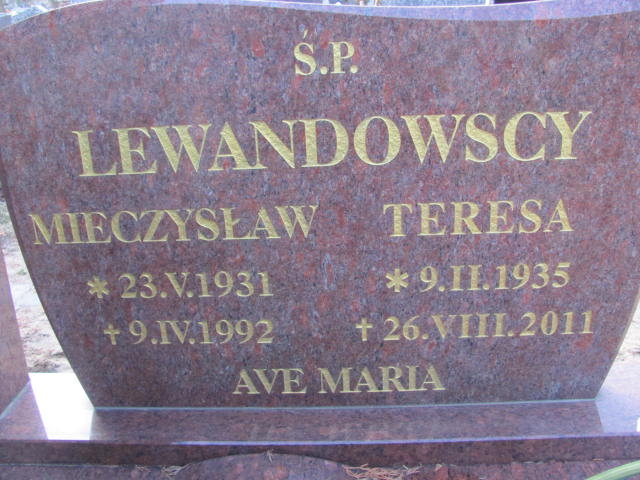 Ś.P.
LEWANDOWSCY
MIECZYSŁAW TERESA
* 23.V.1931 * 9.II.1935
✝ 9.IV.1992 ✝ 26.VIII.2011
AVE MARIA